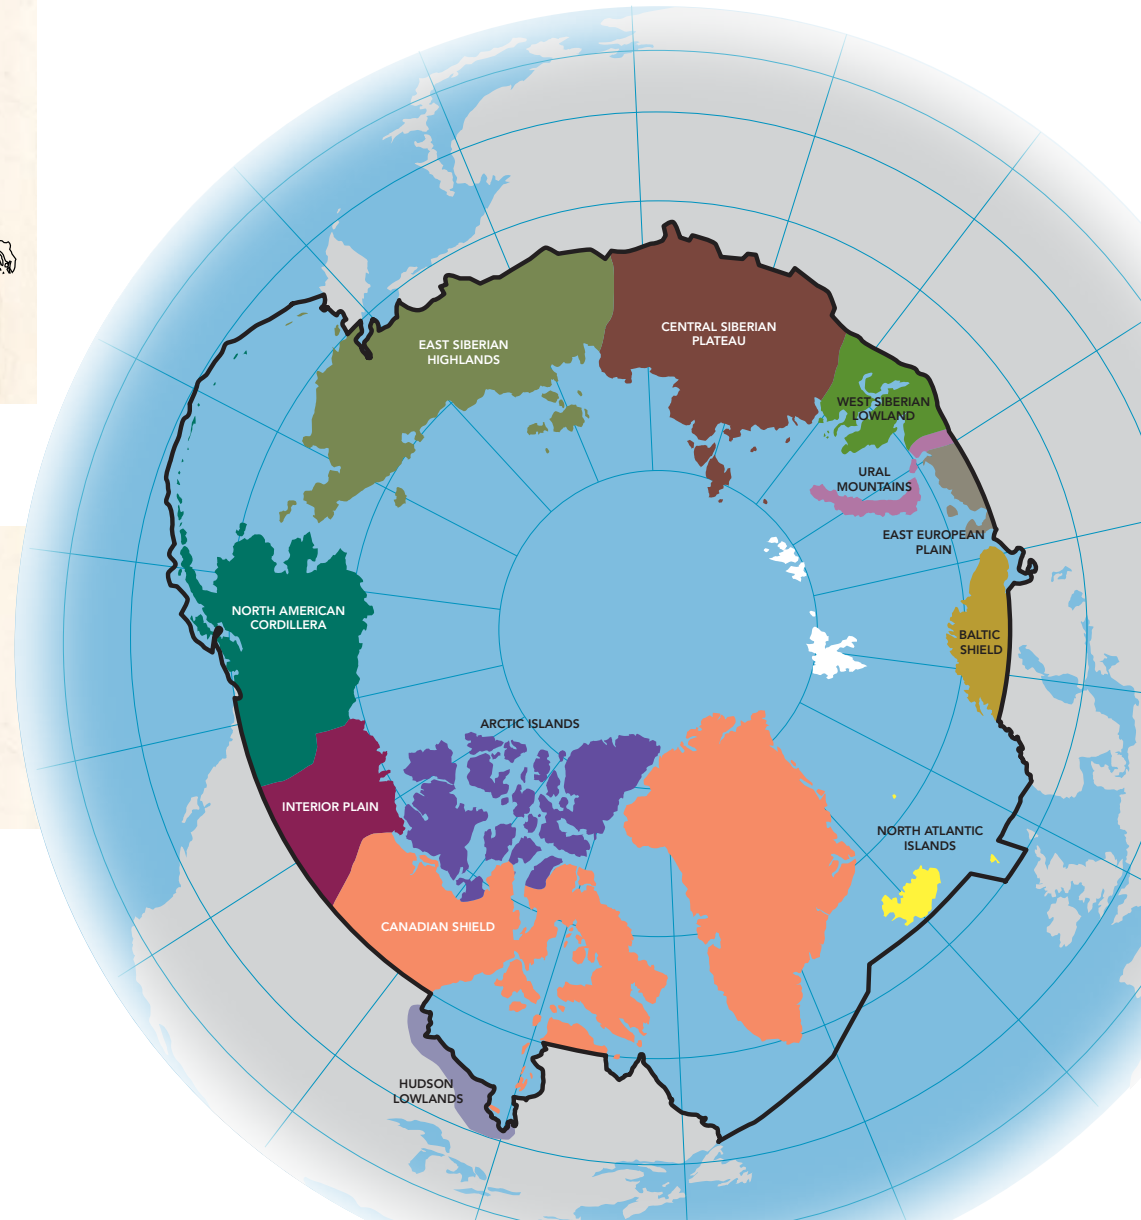 EAST SIBERIAN
HIGHLANDS
CENTRAL SIBERIAN
PLATEAU
WEST SIBERIAN
LOWLAND
URAL
MOUNTAINS
EAST EUROPEAN
PLAIN
NORTH AMERICAN
CORDILLERA
BALTIC
SHIELD
ARCTIC ISLANDS
INTERIOR PLAIN
NORTH ATLANTIC
ISLANDS
CANADIAN SHIELD
HUDSON
LOWLANDS